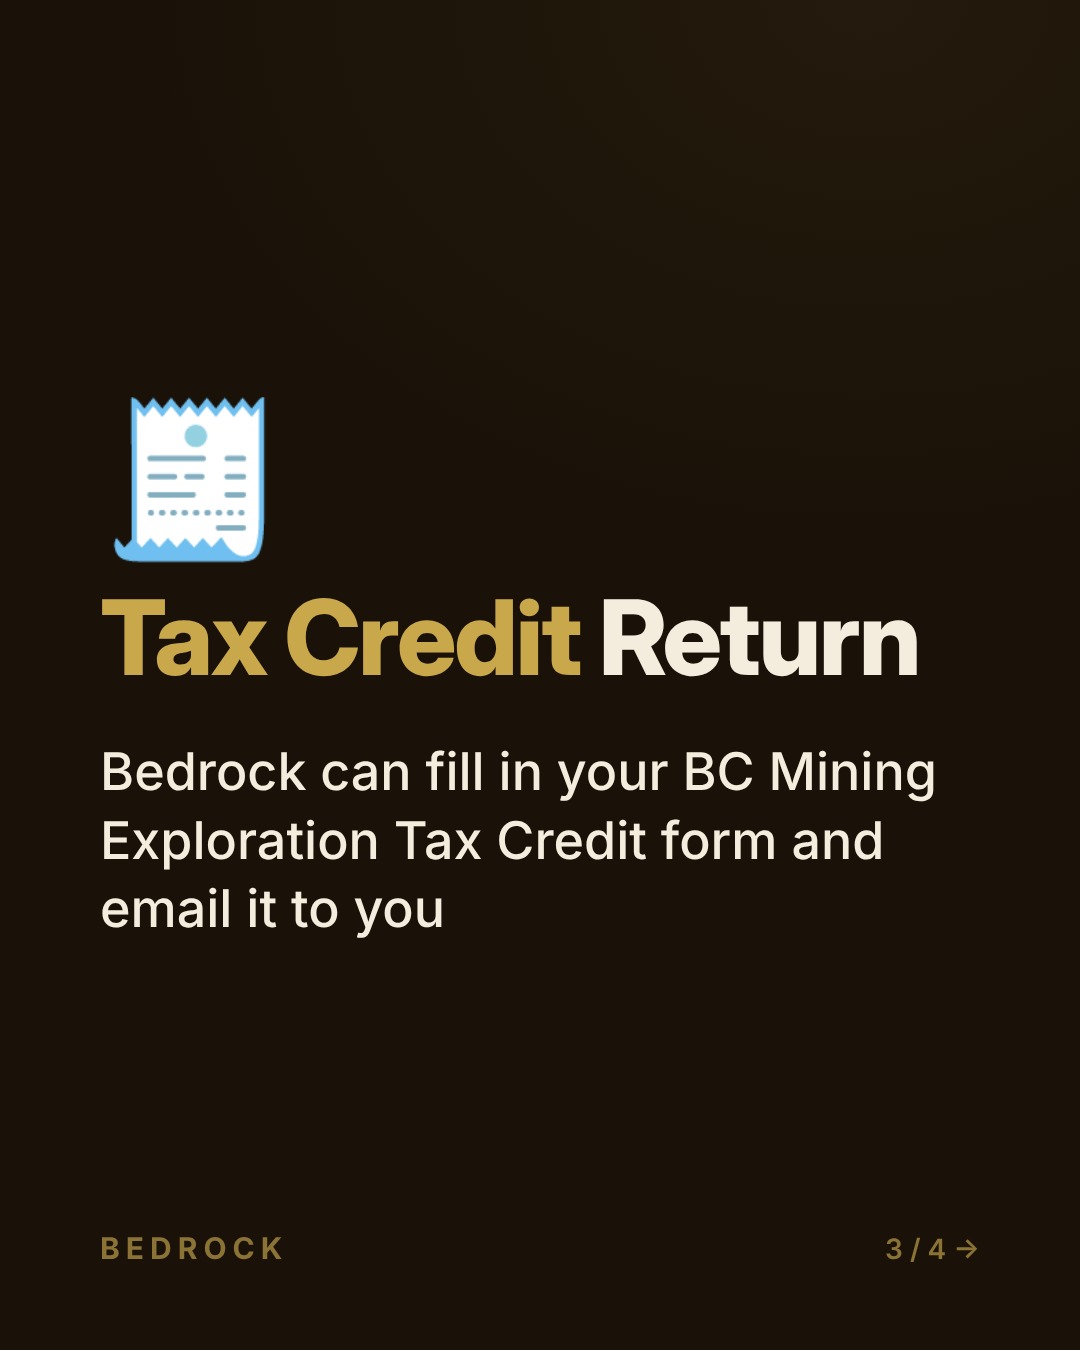 Tax Credit Return
Bedrock can fill in your BC Mining
Exploration Tax Credit form and
email it to you
BEDROCK
3 / 4 →